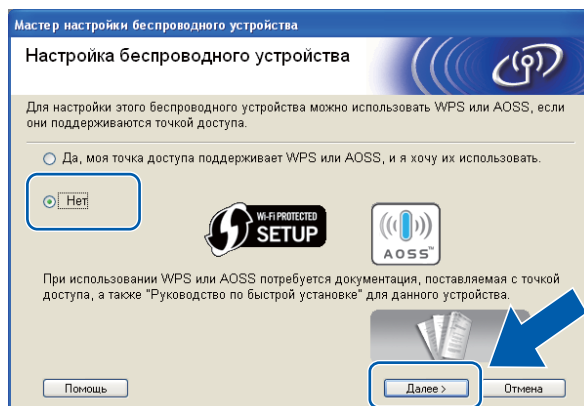 Мастер настройки беспроводного устройства
Настройка беспроводного устройства
Для настройки этого беспроводного устройства можно использовать WPS или AOSS, если
они поддерживаются точкой доступа.
Да, моя точка доступа поддерживает WPS или AOSS, и я хочу их использовать.
Нет
Wi-Fi PROTECTED
SETUP
AOSS™
При использовании WPS или AOSS потребуется документация, поставляемая с точкой
доступа, а также "Руководство по быстрой установке" для данного устройства.
Помощь
Далее >
Отмена